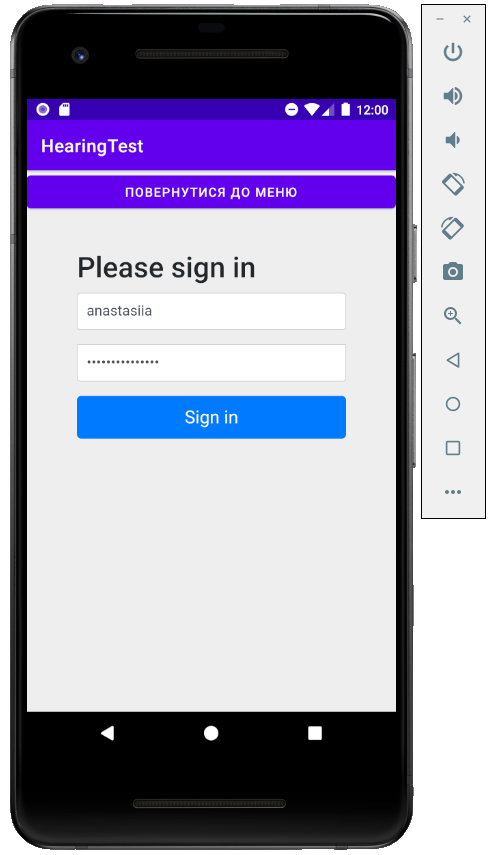 12:00
HearingTest
ПОВЕРНУТИСЯ ДО МЕНЮ
Please sign in
anastasiia
•••••••••••••••
Sign in